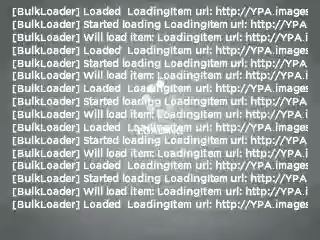 [BulkLoader] Loaded LoadingItem url: http://YPA.images
[BulkLoader] Started loading LoadingItem url: http://YPA
[BulkLoader] Will load item: LoadingItem url: http://YPA.i
[BulkLoader] Loaded LoadingItem url: http://YPA.images
[BulkLoader] Started loading LoadingItem url: http://YPA
[BulkLoader] Will load item: LoadingItem url: http://YPA.i
[BulkLoader] Loaded LoadingItem url: http://YPA.images
[BulkLoader] Started loading LoadingItem url: http://YPA
[BulkLoader] Will load item: LoadingItem url: http://YPA.i
[BulkLoader] Loaded LoadingItem url: http://YPA.images
[BulkLoader] Started loading LoadingItem url: http://YPA
[BulkLoader] Will load item: LoadingItem url: http://YPA.i
[BulkLoader] Loaded LoadingItem url: http://YPA.images
[BulkLoader] Started loading LoadingItem url: http://YPA
[BulkLoader] Will load item: LoadingItem url: http://YPA.i
[BulkLoader] Loaded LoadingItem url: http://YPA.images